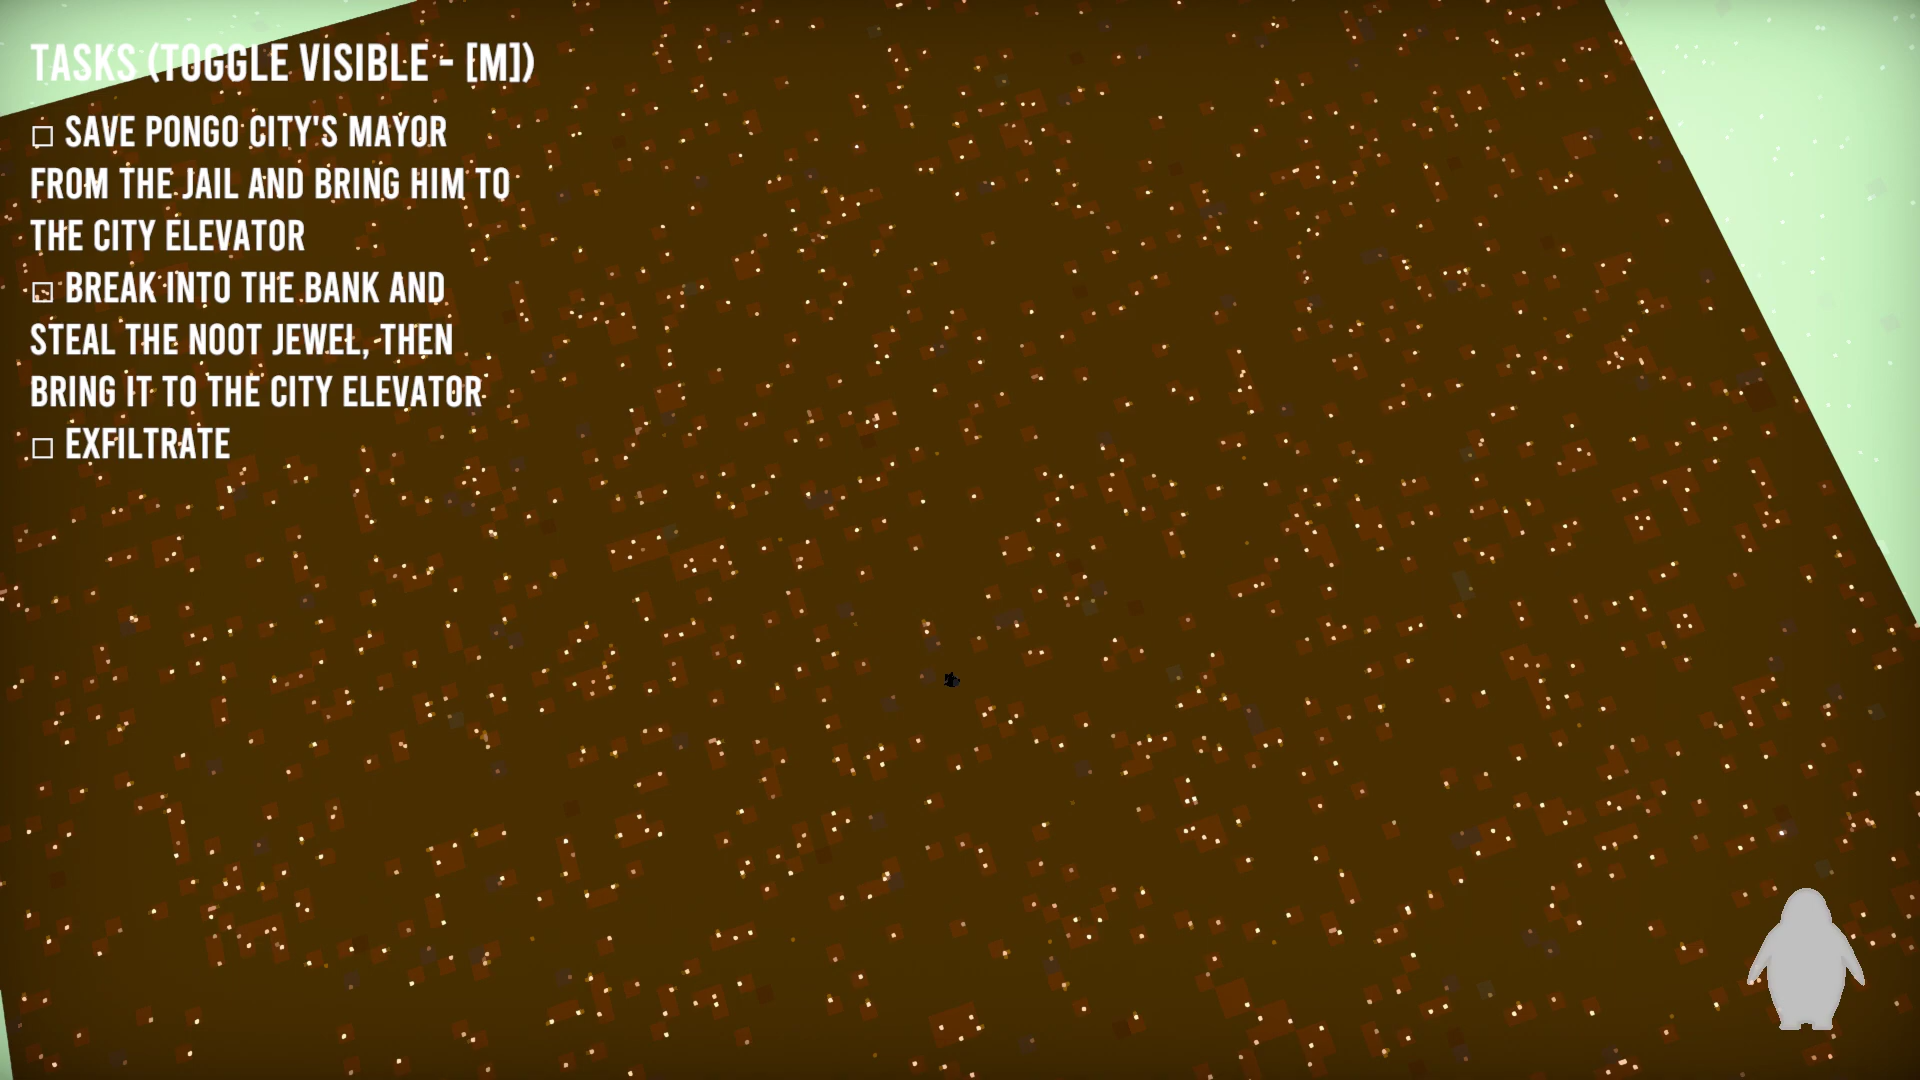 TASKS (TOGGLE VISIBLE - [M])
□ SAVE PONGO CITY'S MAYOR
FROM THE JAIL AND BRING HIM TO
THE CITY ELEVATOR
□ BREAK INTO THE BANK AND
STEAL THE NOOT JEWEL, THEN
BRING IT TO THE CITY ELEVATOR
□ EXFILTRATE